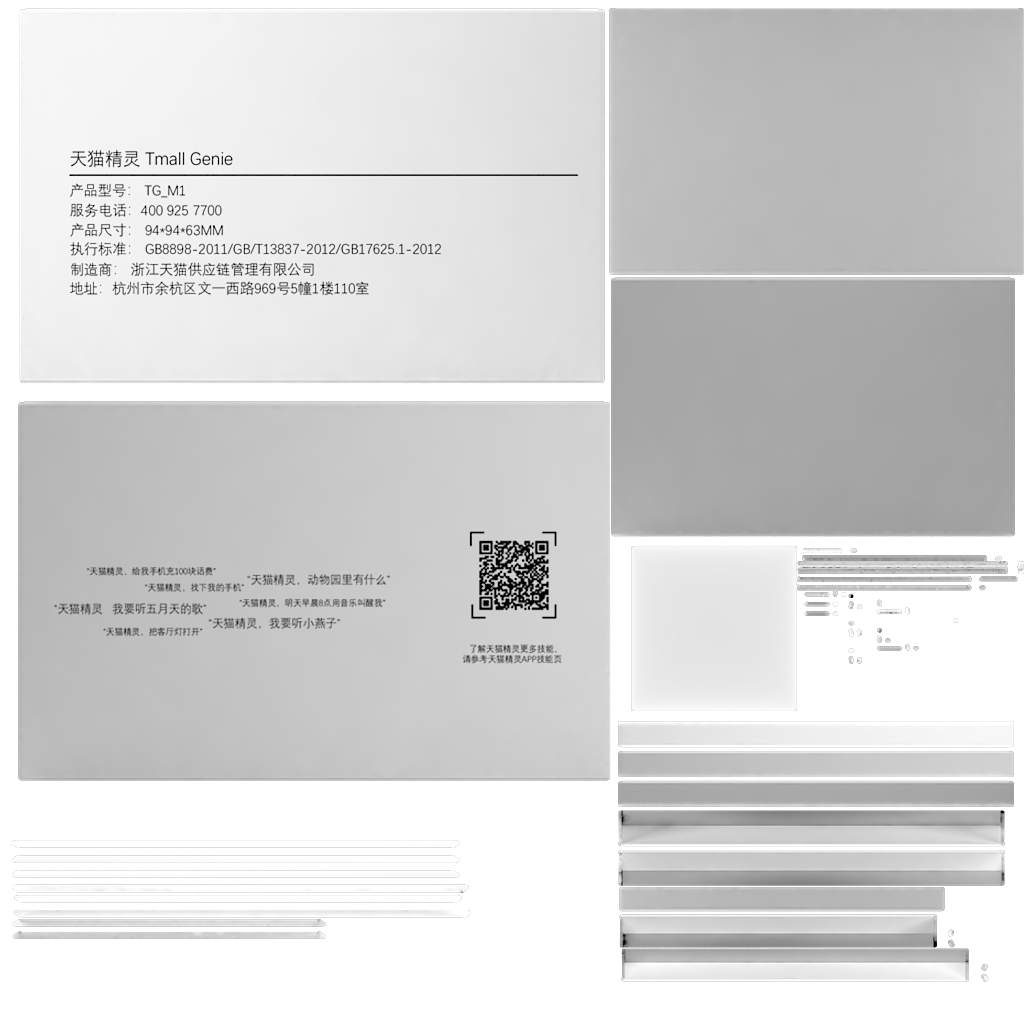 天猫精灵 Tmall Genie
产品型号： TG_M1
服务电话：400 925 7700
产品尺寸： 94*94*63MM
执行标准： GB8898-2011/GB/T13837-2012/GB17625.1-2012
制造商： 浙江天猫供应链管理有限公司
地址：杭州市余杭区文一西路969号5幢1楼110室
“天猫精灵，给我手机充100块话费”
“天猫精灵，动物园里有什么”
“天猫精灵，找下我的手机”
“天猫精灵，明天早晨8点用音乐叫醒我”
“天猫精灵 我要听五月天的歌”
“天猫精灵，我要听小燕子”
“天猫精灵，把客厅灯打开”
了解天猫精灵更多技能，
请参考天猫精灵APP技能页